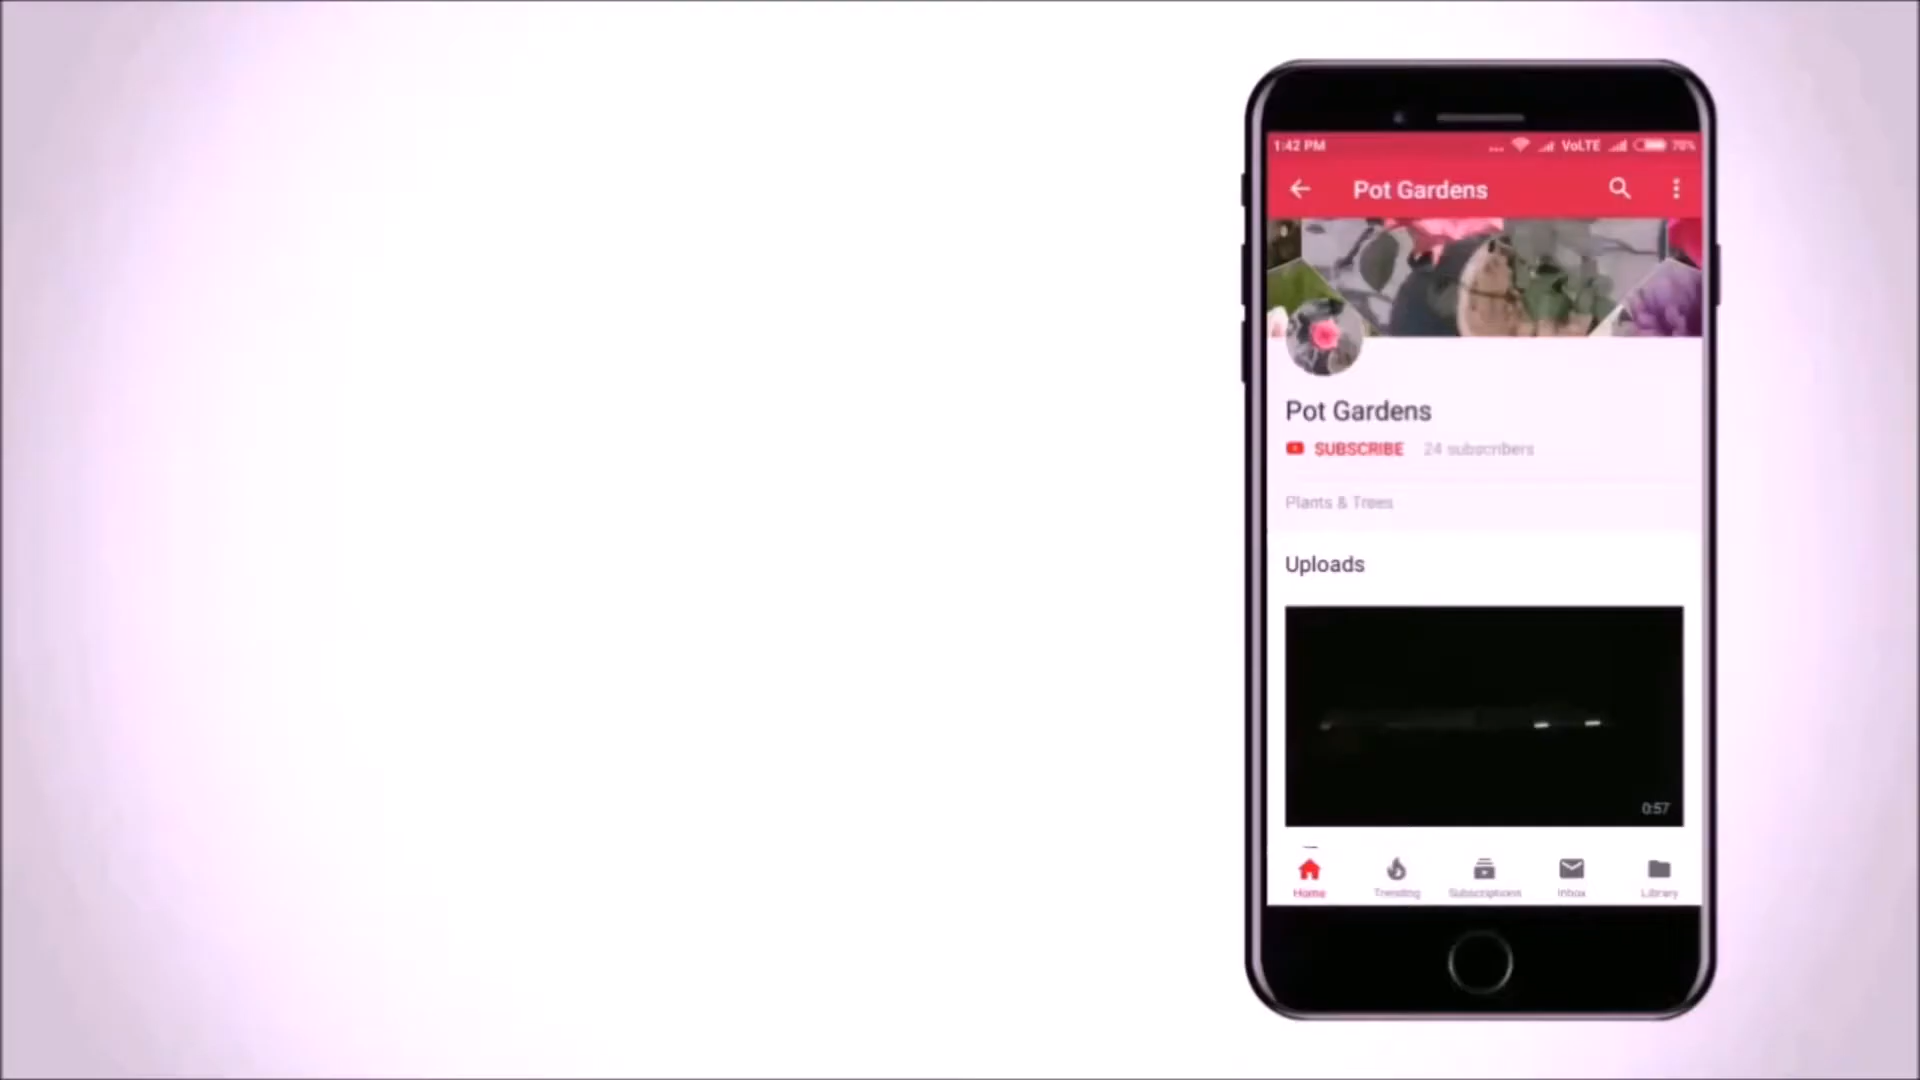 1:42 PM ... VoLTE 70%
Pot Gardens
Pot Gardens
SUBSCRIBE 24 subscribers
Plants & Trees
Uploads
0:57
Home Trending Subscriptions Inbox Library